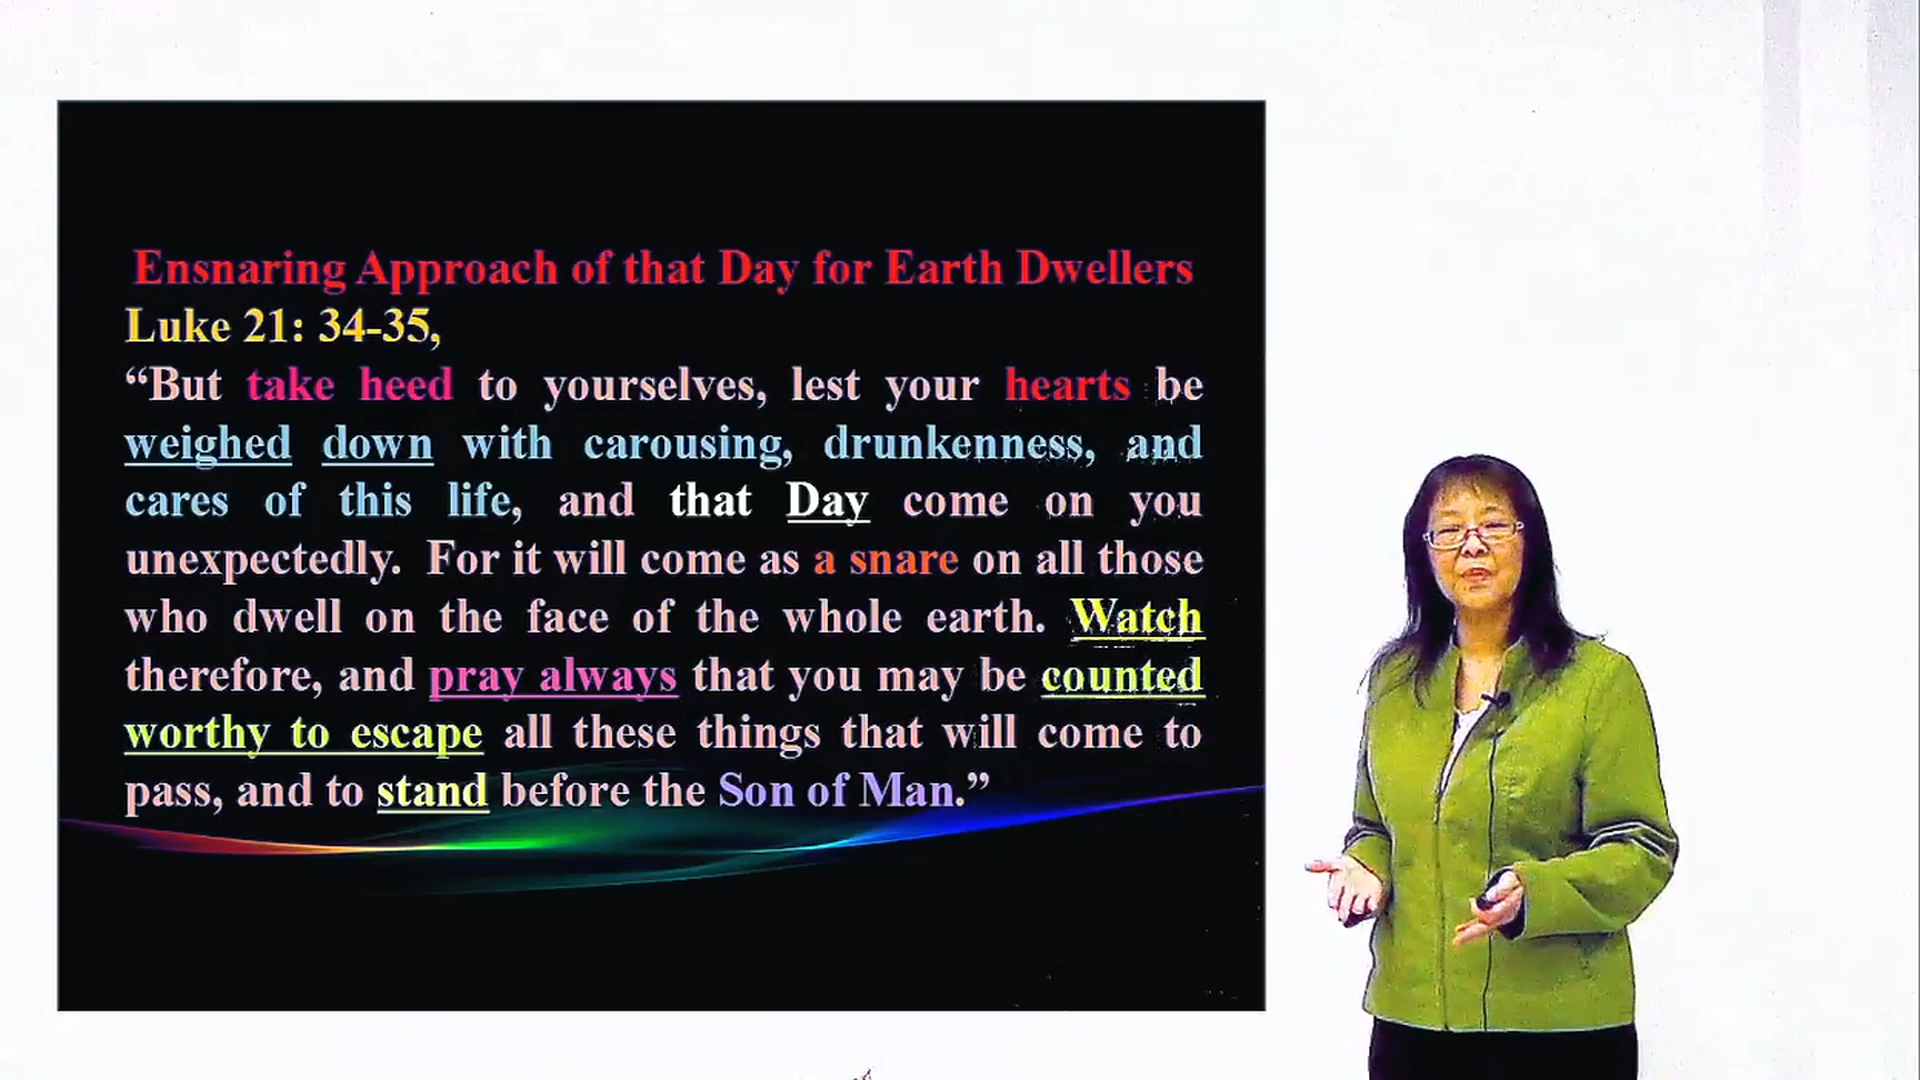 Ensnaring Approach of that Day for Earth Dwellers
Luke 21: 34-35,
“But take heed to yourselves, lest your hearts be
weighed down with carousing, drunkenness, and
cares of this life, and that Day come on you
unexpectedly. For it will come as a snare on all those
who dwell on the face of the whole earth. Watch
therefore, and pray always that you may be counted
worthy to escape all these things that will come to
pass, and to stand before the Son of Man.”